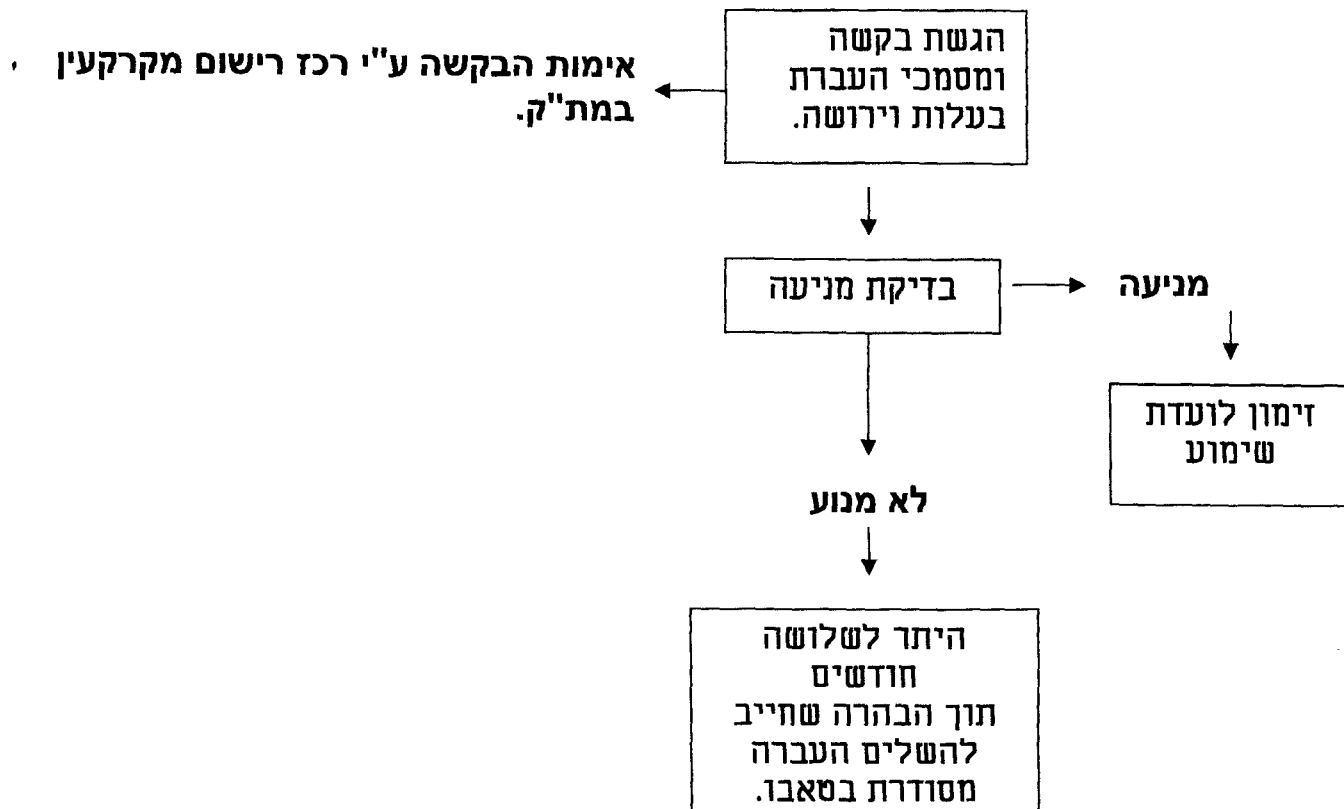 הגשת בקשה
ומסמכי העברת
בעלות וירושה.
אימות הבקשה ע"י רכז רישום מקרקעין
במת"ק.
בדיקת מניעה
מניעה
זימון לועדת
שימוע
לא מנוע
היתר לשלושה
חודשים
תוך הבהרה שחייב
להשלים העברה
מסודרת בטאבו.